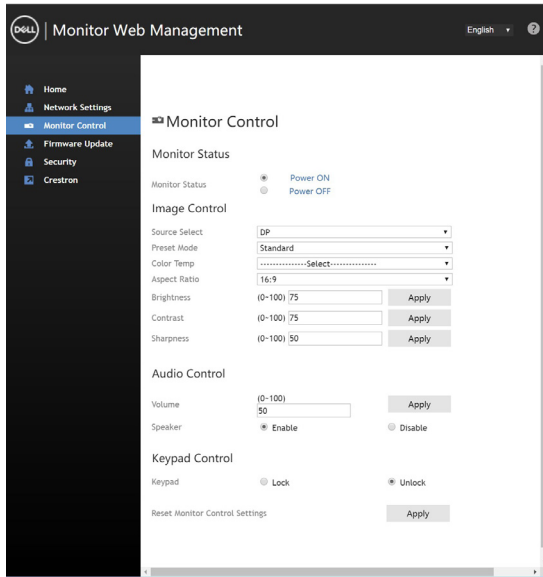 DELL | Monitor Web Management English ?
Home
Network Settings
Monitor Control
Firmware Update
Security
Crestron
Monitor Control
Monitor Status
Monitor Status Power ON
Power OFF
Image Control
Source Select DP
Preset Mode Standard
Color Temp ---------------Select---------------
Aspect Ratio 16:9
Brightness (0~100) 75 Apply
Contrast (0~100) 75 Apply
Sharpness (0~100) 50 Apply
Audio Control
(0~100)
Volume 50 Apply
Speaker Enable Disable
Keypad Control
Keypad Lock Unlock
Reset Monitor Control Settings Apply